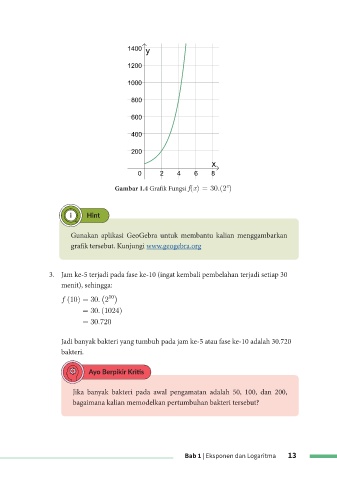 1400
y
1200
1000
800
600
400
200
x
0 2 4 6 8
Gambar 1.4 Grafik Fungsi f(x) = 30.(2ˣ)
i Hint
Gunakan aplikasi GeoGebra untuk membantu kalian menggambarkan
grafik tersebut. Kunjungi www.geogebra.org
3. Jam ke-5 terjadi pada fase ke-10 (ingat kembali pembelahan terjadi setiap 30
menit), sehingga:
f (10) = 30. (2¹⁰)
= 30. (1024)
= 30.720
Jadi banyak bakteri yang tumbuh pada jam ke-5 atau fase ke-10 adalah 30.720
bakteri.
Ayo Berpikir Kritis
Jika banyak bakteri pada awal pengamatan adalah 50, 100, dan 200,
bagaimana kalian memodelkan pertumbuhan bakteri tersebut?
Bab 1 | Eksponen dan Logaritma 13